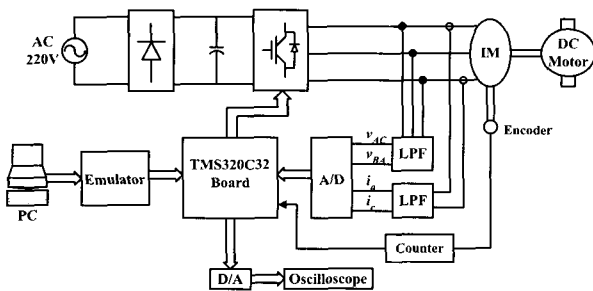 AC
220V
IM
DC
Motor
Encoder
v_AC
v_BA
LPF
TMS320C32
Board
A/D
Emulator
PC
i_a
i_c
LPF
Counter
D/A
Oscilloscope